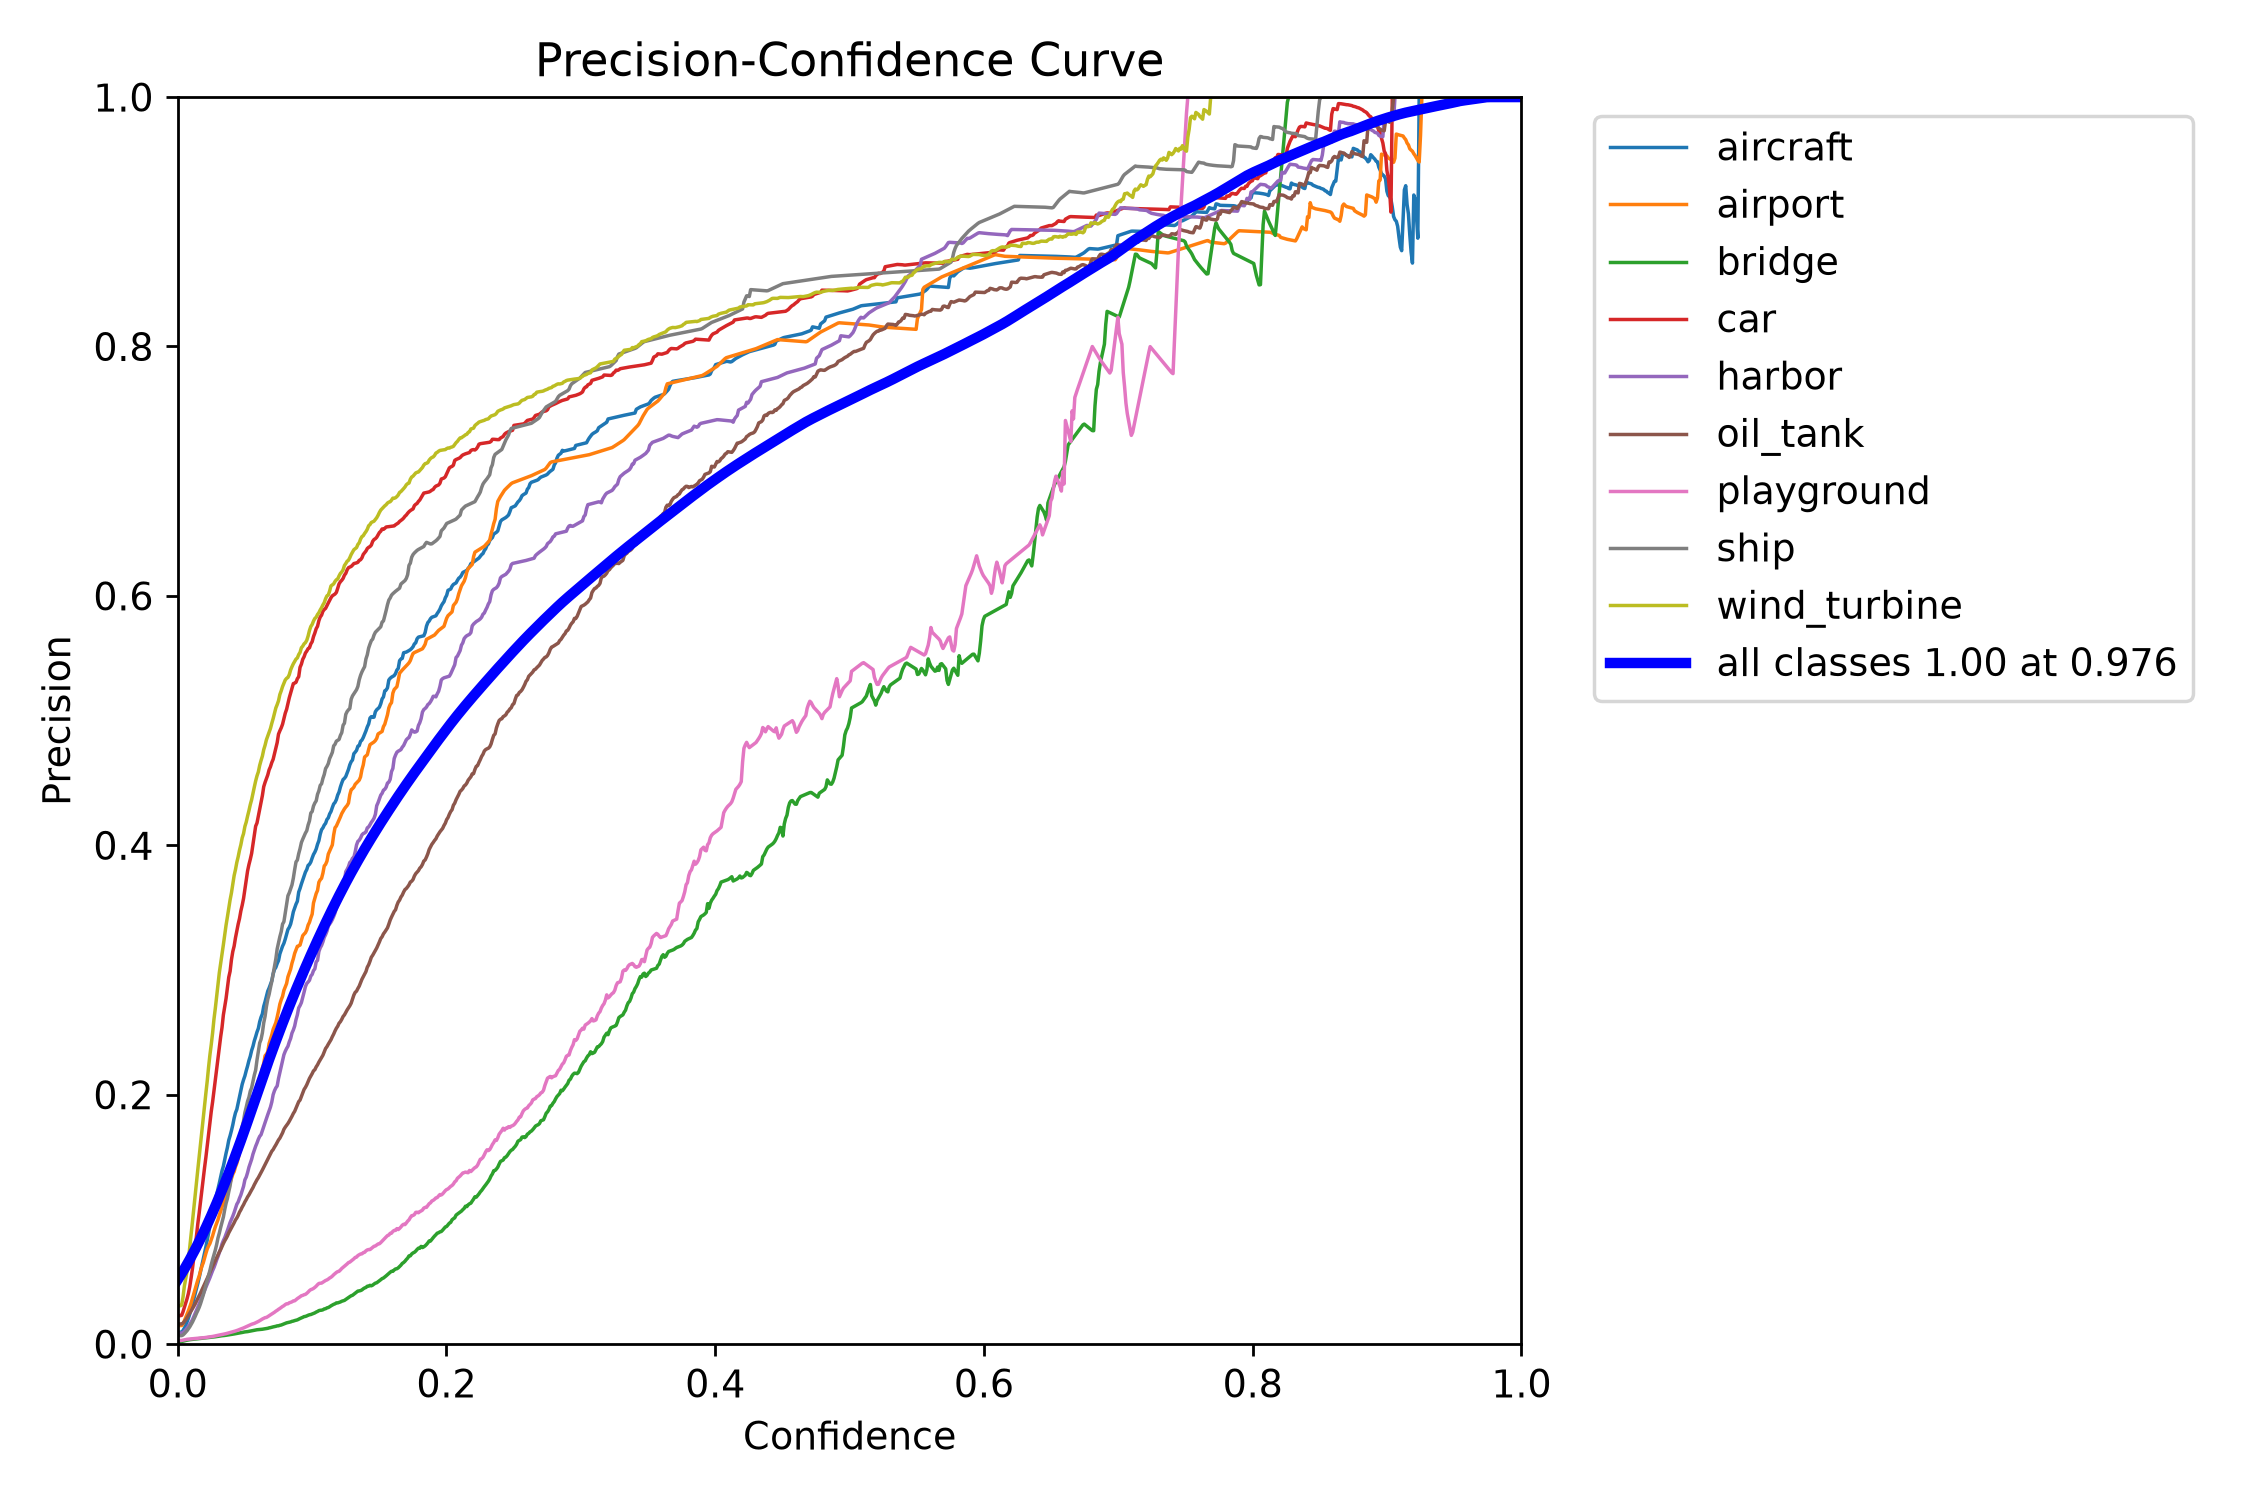 Precision-Confidence Curve
1.0
0.8
0.6
0.4
0.2
0.0
Precision
0.0 0.2 0.4 0.6 0.8 1.0
Confidence
aircraft
airport
bridge
car
harbor
oil_tank
playground
ship
wind_turbine
all classes 1.00 at 0.976